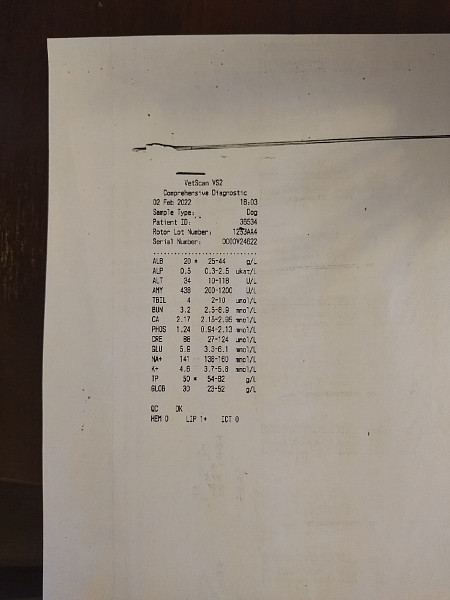 VetScan VS2
Comprehensive Diagnostic
02 Feb 2022 18:03
Sample Type: Dog
Patient ID: 36534
Rotor Lot Number: 1233AA4
Serial Number: 0000V24622
ALB 20 * 25-44 g/L
ALP 0.5 0.3-2.5 ukat/L
ALT 34 10-118 U/L
AMY 438 200-1200 U/L
TBIL 4 2-10 umol/L
BUN 3.2 2.5-8.9 mmol/L
CA 2.17 2.15-2.95 mmol/L
PHOS 1.24 0.94-2.13 mmol/L
CRE 88 27-124 umol/L
GLU 5.9 3.3-6.1 mmol/L
NA+ 141 138-160 mmol/L
K+ 4.6 3.7-5.8 mmol/L
TP 50 * 54-82 g/L
GLOB 30 23-52 g/L
QC OK
HEM 0 LIP 1+ ICT 0